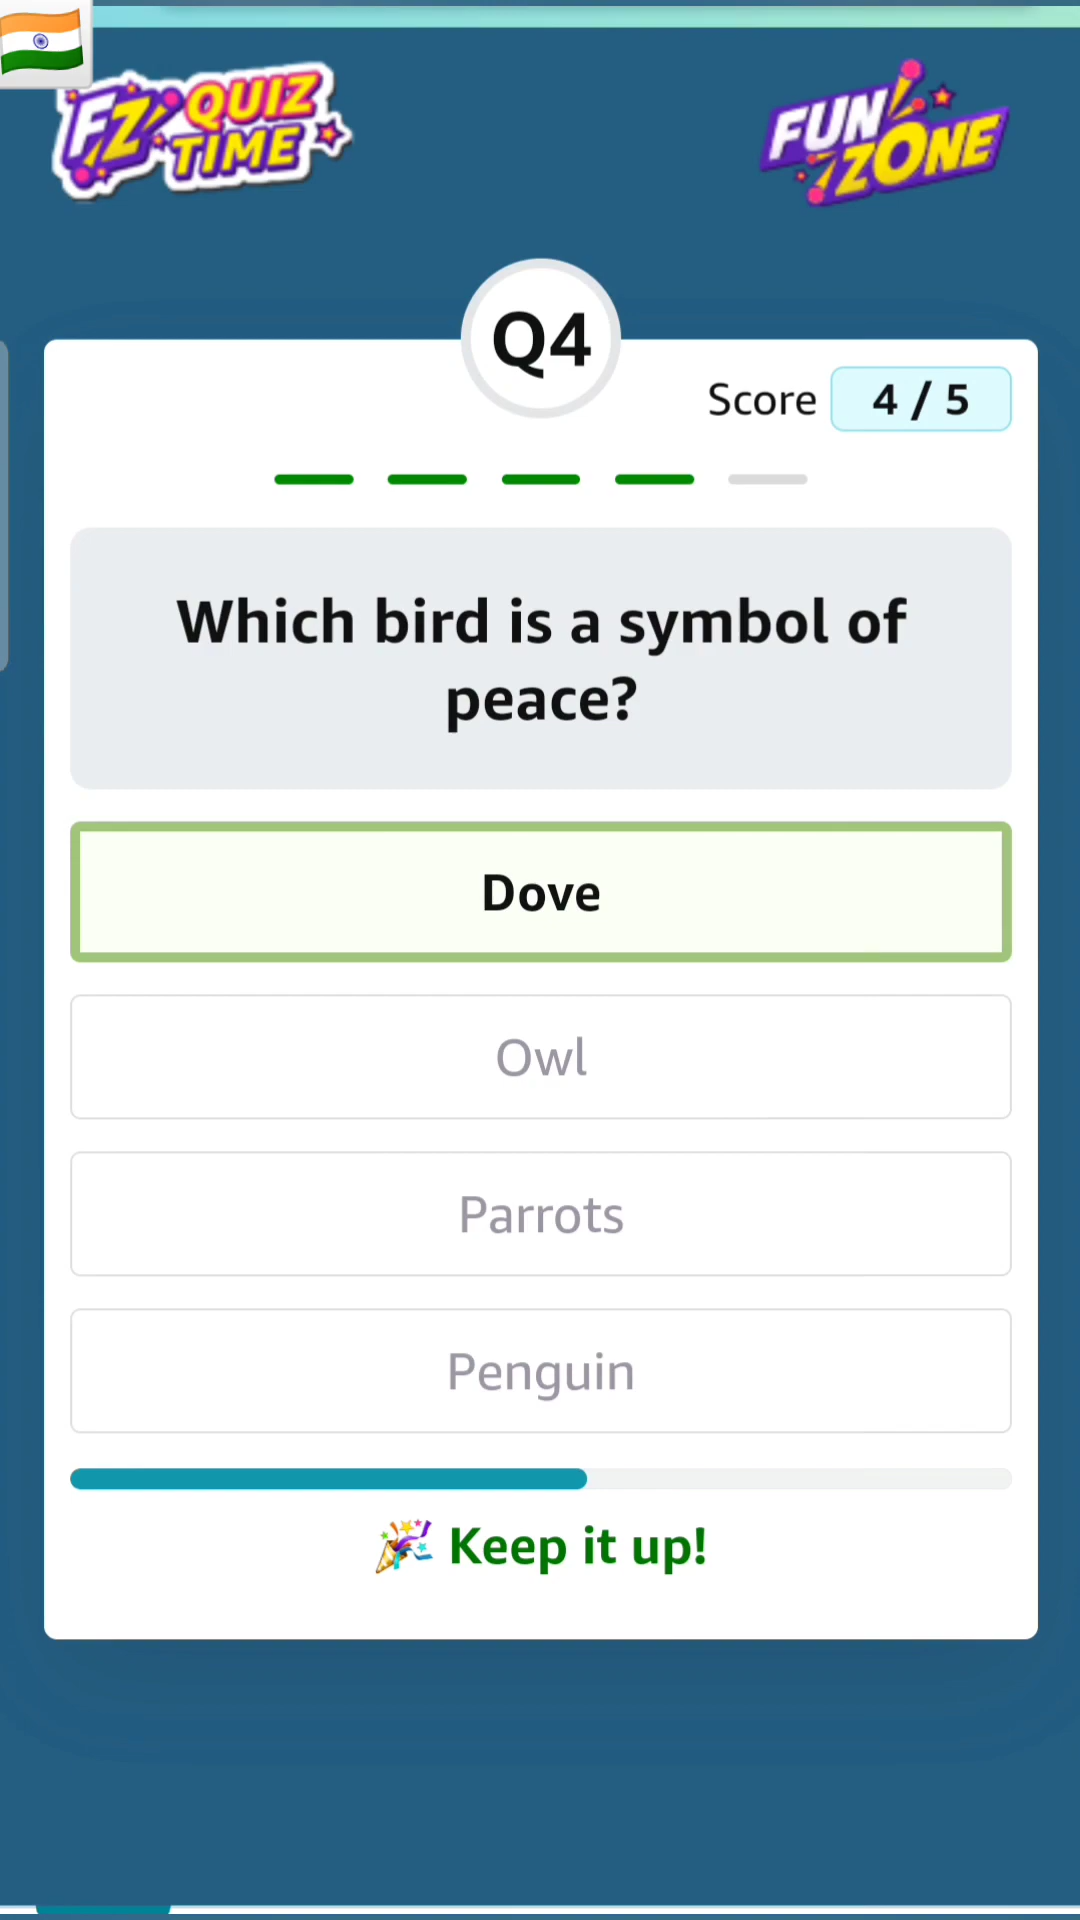 FZ QUIZ
TIME
FUN
ZONE
Q4
Score 4 / 5
Which bird is a symbol of
peace?
Dove
Owl
Parrots
Penguin
Keep it up!